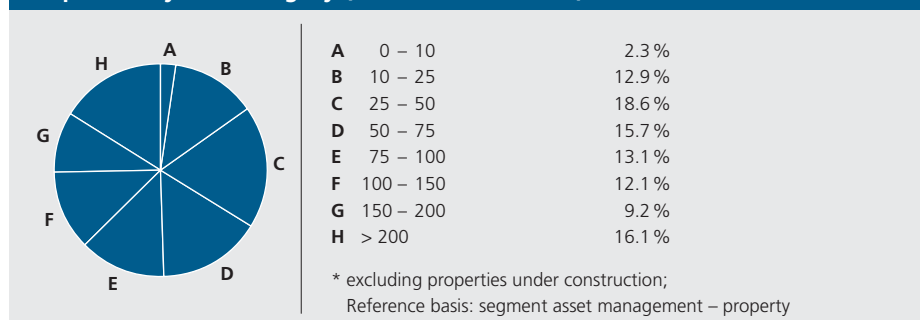 A
B
C
D
E
F
G
H
A 0 – 10 2.3 %
B 10 – 25 12.9 %
C 25 – 50 18.6 %
D 50 – 75 15.7 %
E 75 – 100 13.1 %
F 100 – 150 12.1 %
G 150 – 200 9.2 %
H > 200 16.1 %
* excluding properties under construction;
Reference basis: segment asset management – property